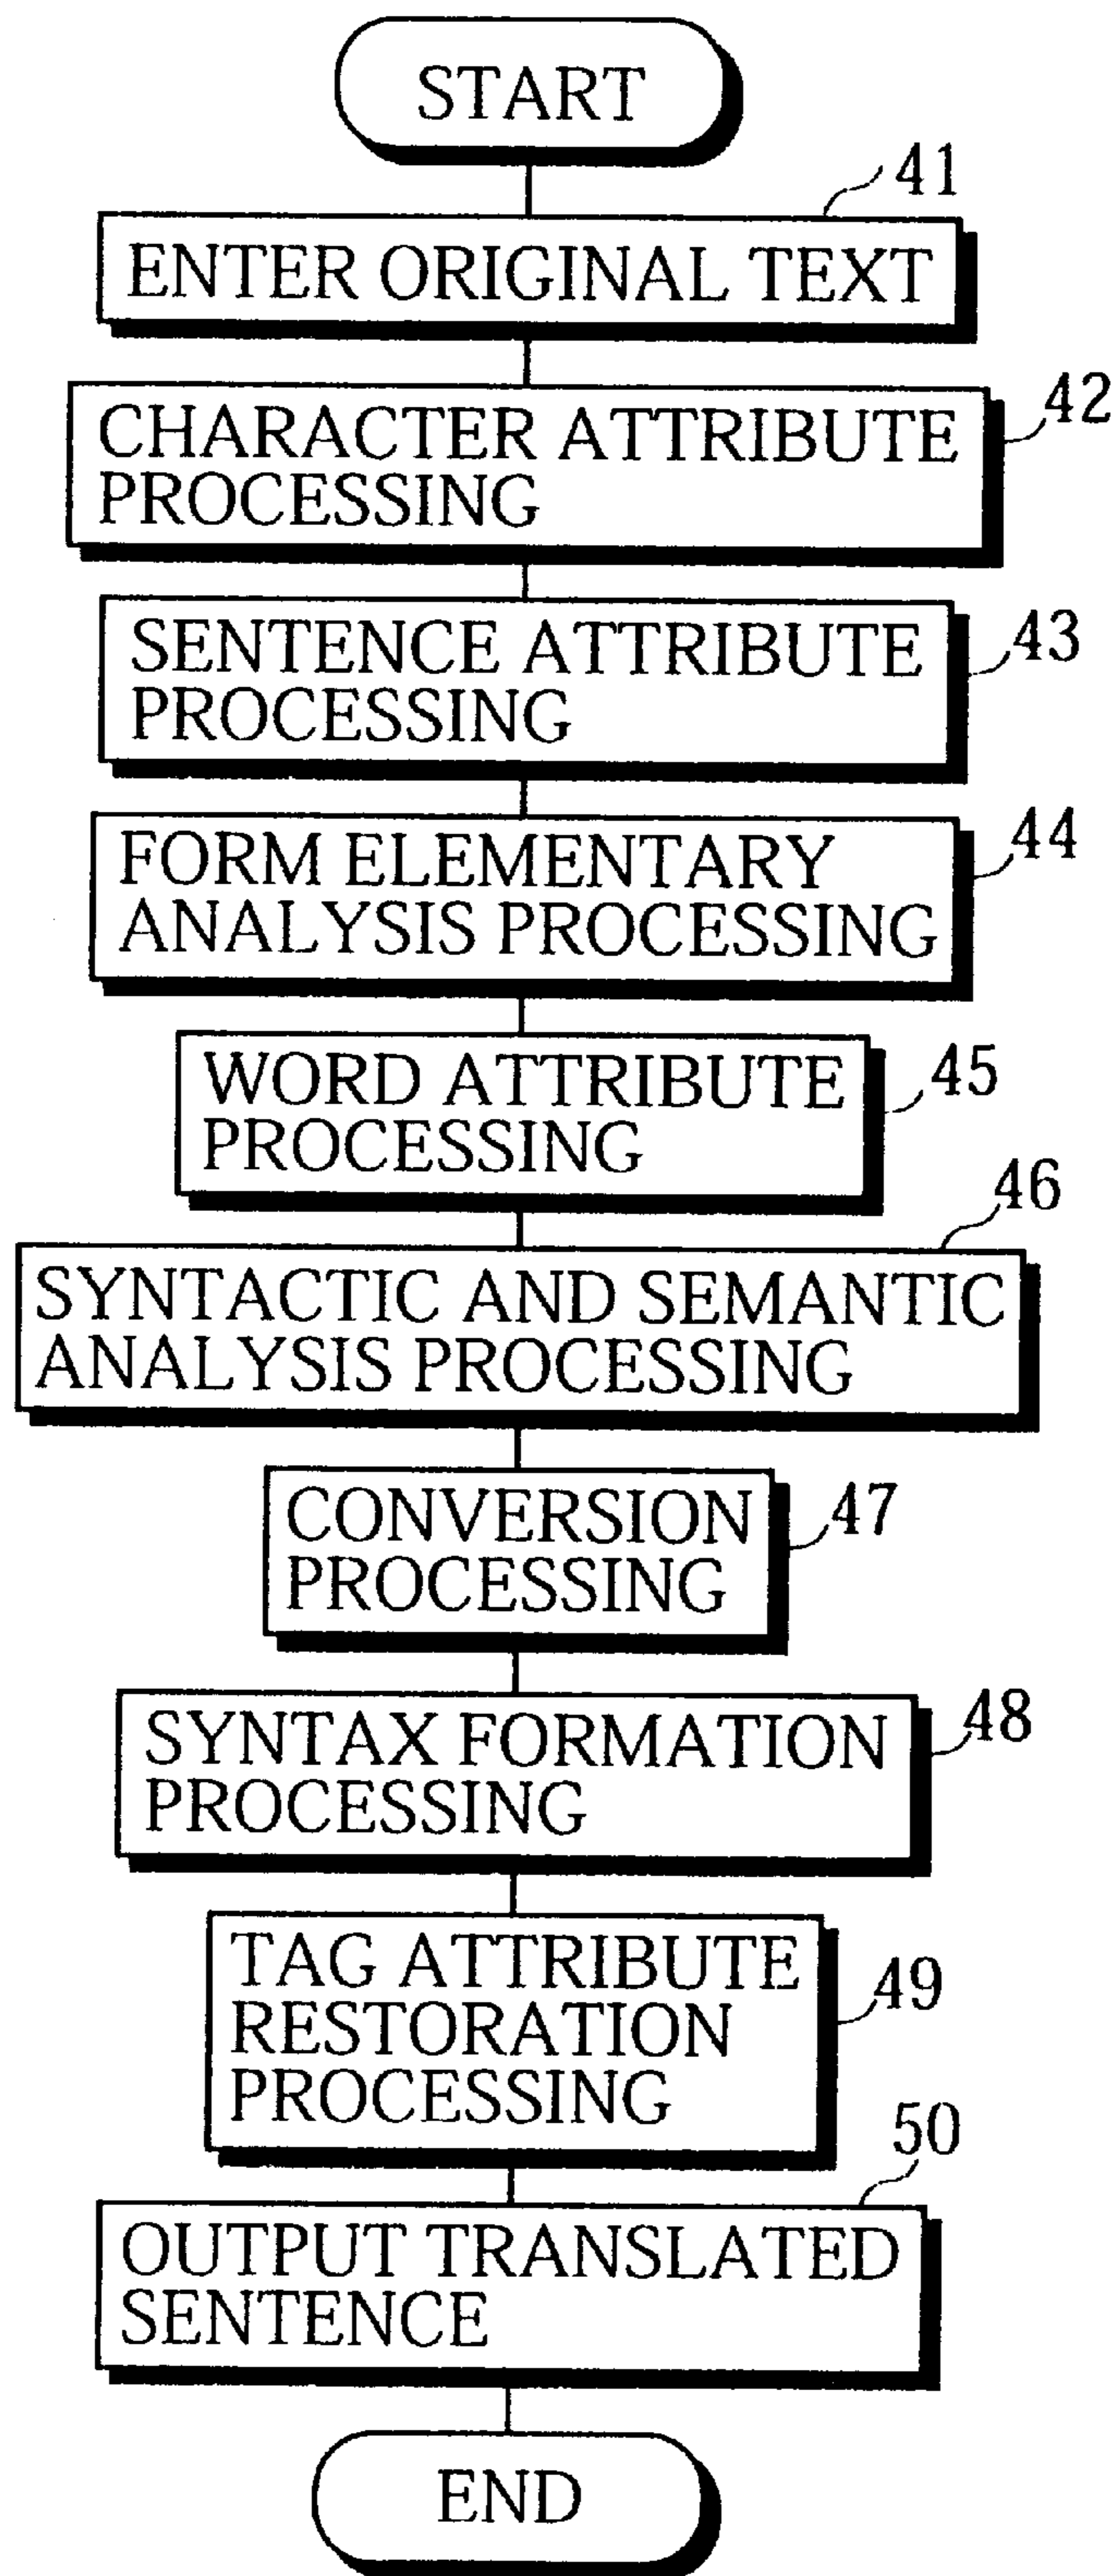 START
41
ENTER ORIGINAL TEXT
42
CHARACTER ATTRIBUTE
PROCESSING
43
SENTENCE ATTRIBUTE
PROCESSING
44
FORM ELEMENTARY
ANALYSIS PROCESSING
45
WORD ATTRIBUTE
PROCESSING
46
SYNTACTIC AND SEMANTIC
ANALYSIS PROCESSING
47
CONVERSION
PROCESSING
48
SYNTAX FORMATION
PROCESSING
49
TAG ATTRIBUTE
RESTORATION
PROCESSING
50
OUTPUT TRANSLATED
SENTENCE
END